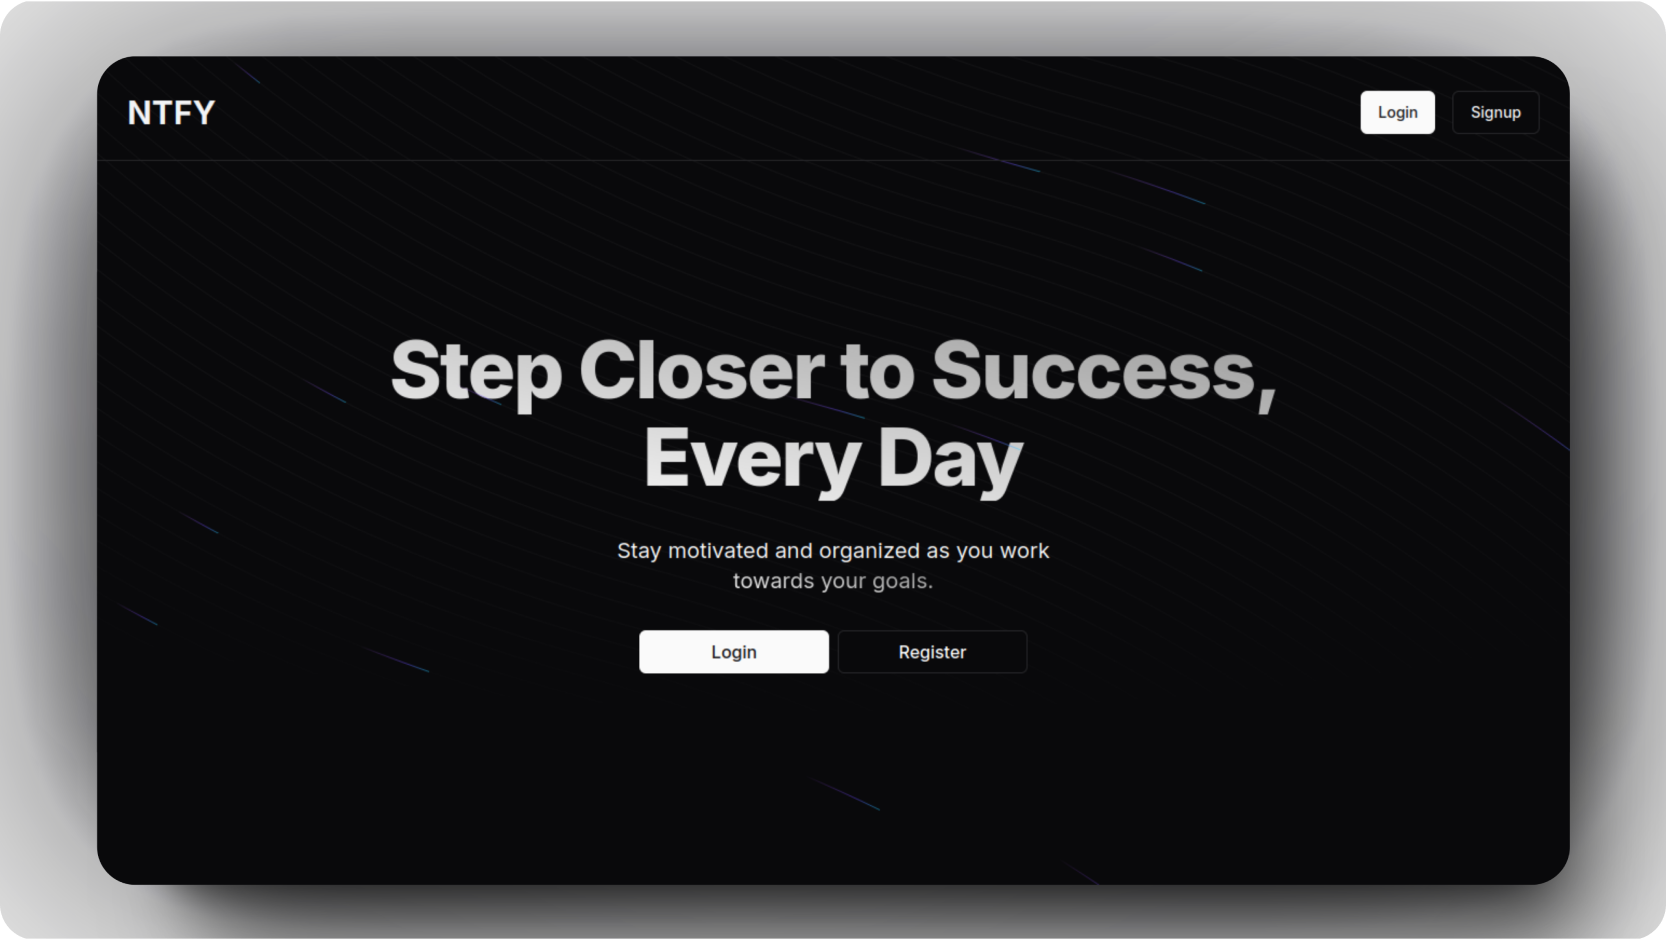 NTFY
Login
Signup
Step Closer to Success,
Every Day
Stay motivated and organized as you work
towards your goals.
Login
Register